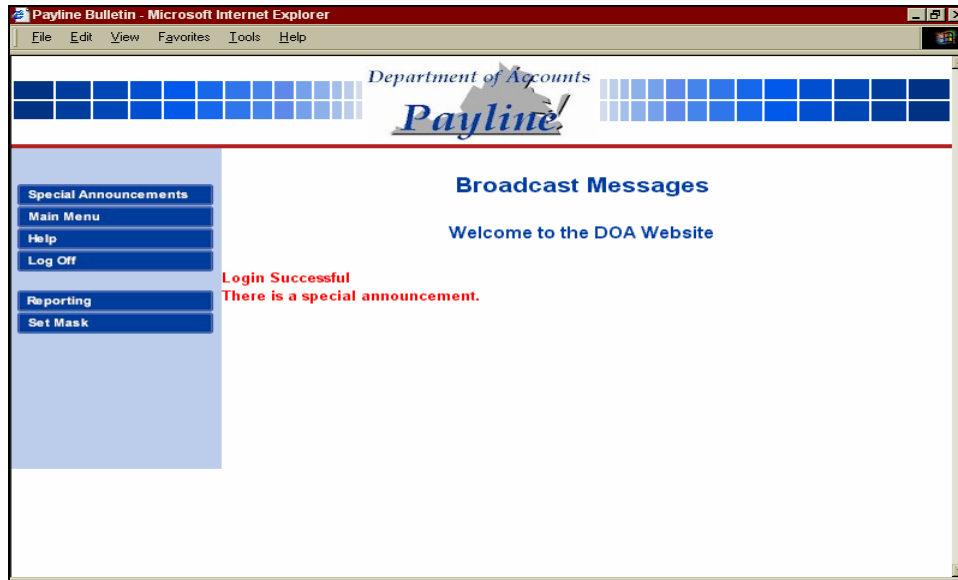 Payline Bulletin - Microsoft Internet Explorer
File Edit View Favorites Tools Help
Department of Accounts
Payline!
Special Announcements
Main Menu
Help
Log Off
Reporting
Set Mask
Broadcast Messages
Welcome to the DOA Website
Login Successful
There is a special announcement.